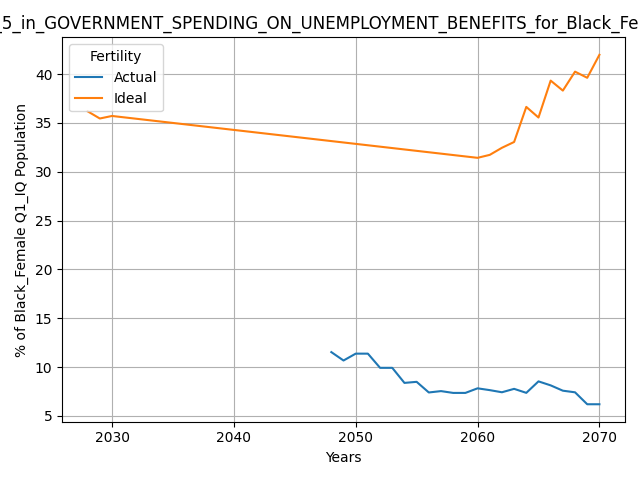 _5_in_GOVERNMENT_SPENDING_ON_UNEMPLOYMENT_BENEFITS_for_Black_Fe
Fertility
Actual
Ideal
% of Black_Female Q1_IQ Population
40
35
30
25
20
15
10
5
2030 2040 2050 2060 2070
Years